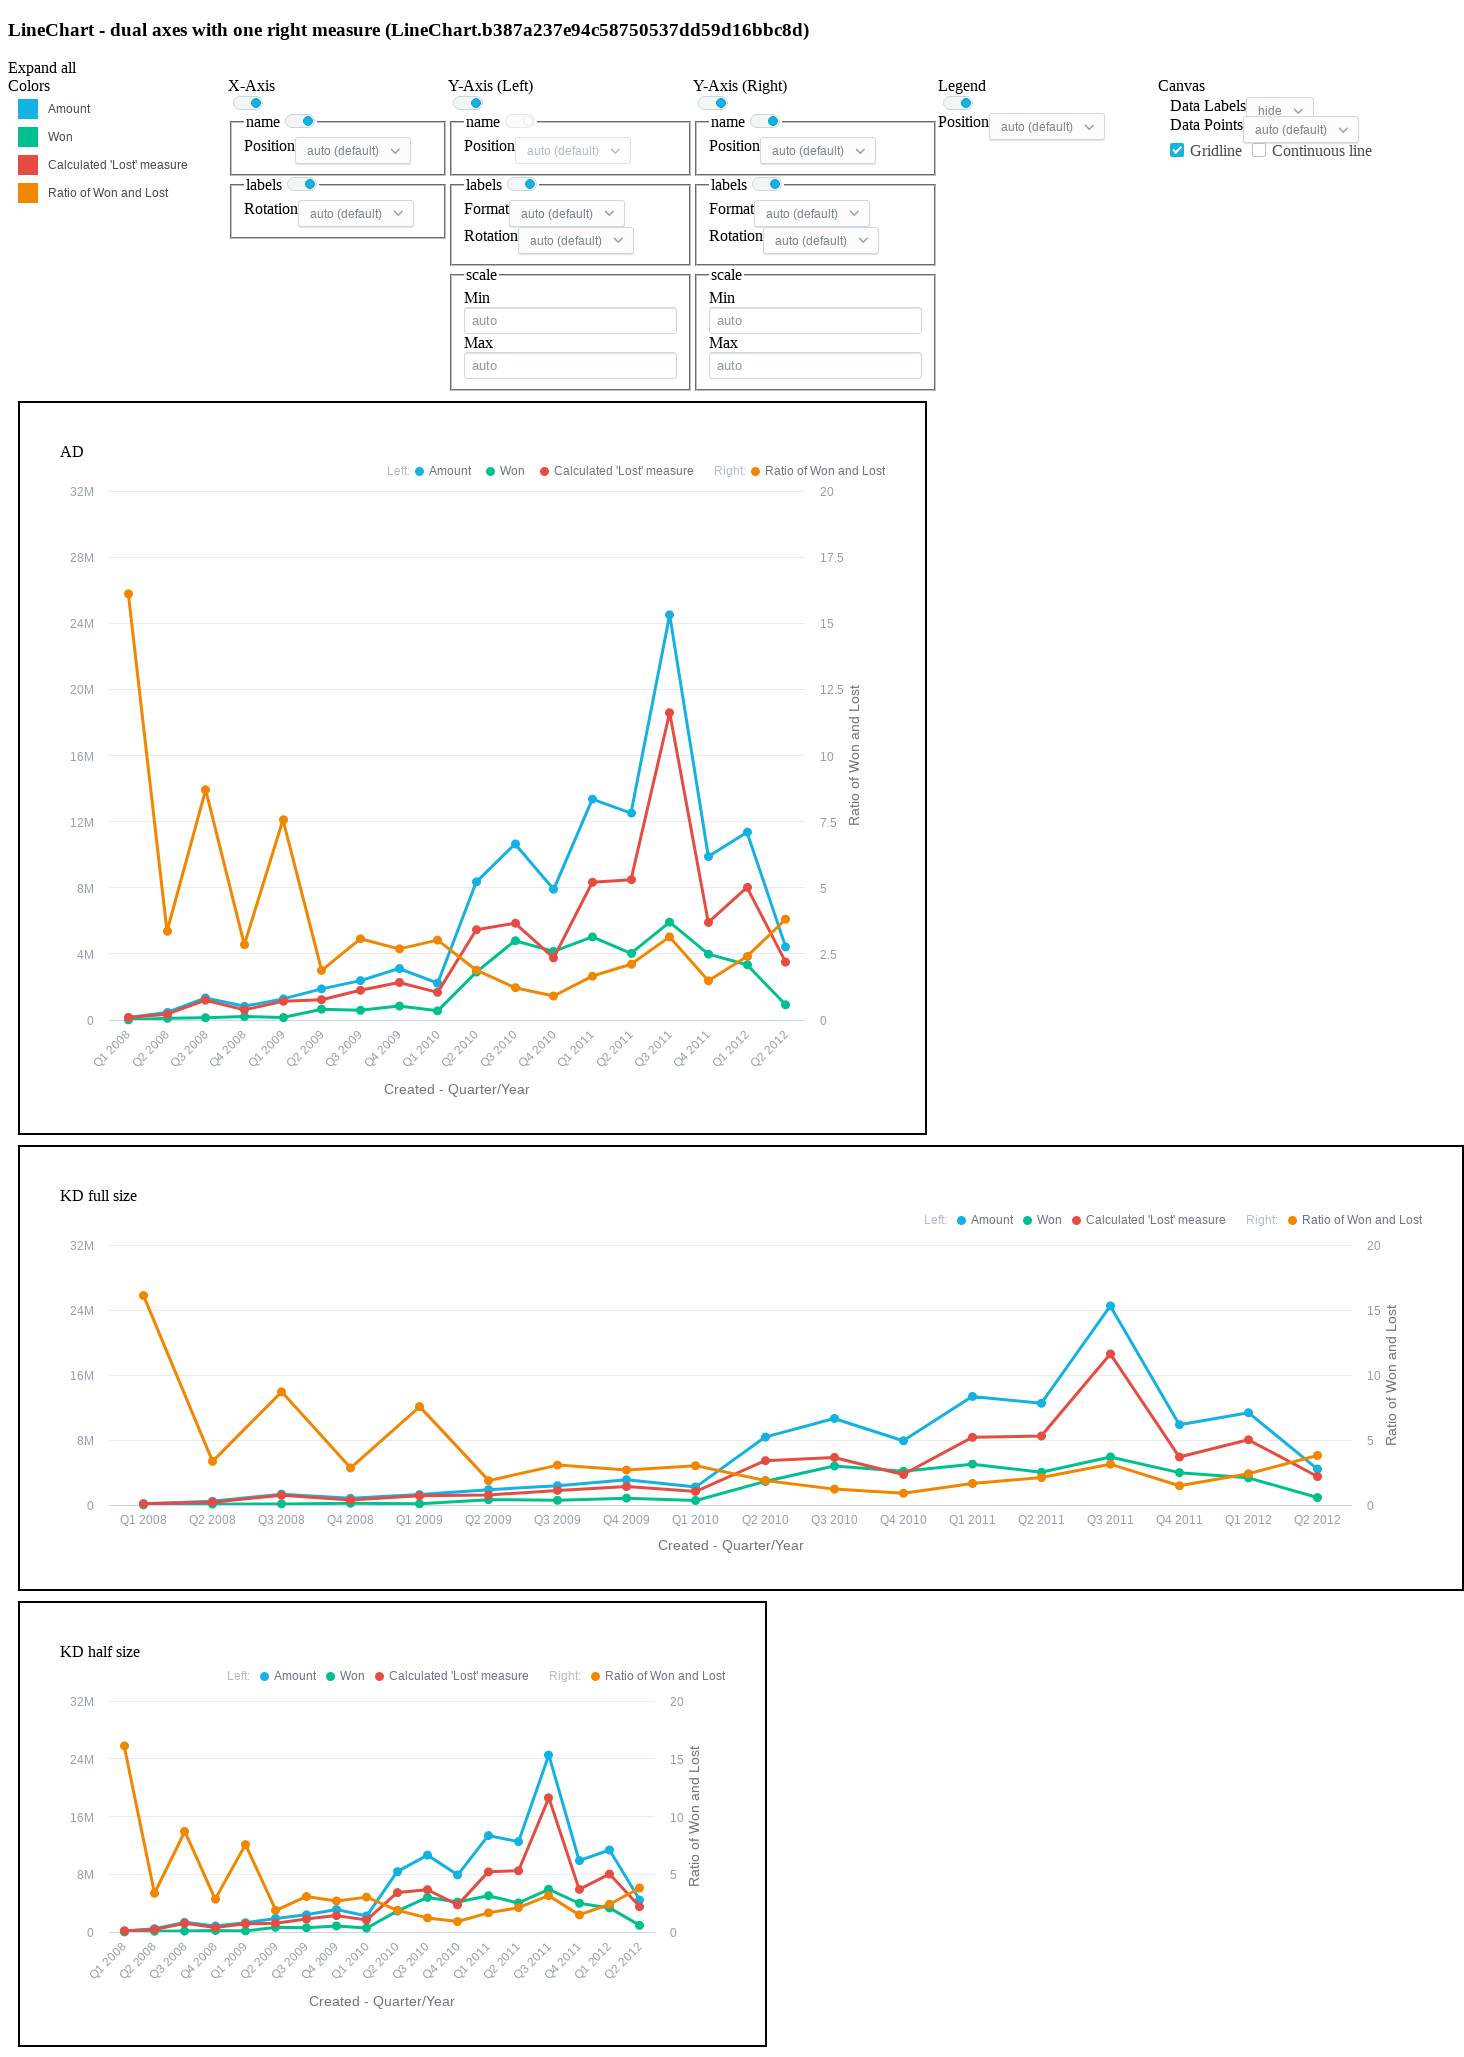 LineChart - dual axes with one right measure (LineChart.b387a237e94c58750537dd59d16bbc8d)
Expand all
Colors
Amount
Won
Calculated 'Lost' measure
Ratio of Won and Lost
X-Axis
name
Position auto (default)
labels
Rotation auto (default)
Y-Axis (Left)
name
Position auto (default)
labels
Format auto (default)
Rotation auto (default)
scale
Min
auto
Max
auto
Y-Axis (Right)
name
Position auto (default)
labels
Format auto (default)
Rotation auto (default)
scale
Min
auto
Max
auto
Legend
Position auto (default)
Canvas
Data Labels hide
Data Points auto (default)
Gridline Continuous line
AD
Left: Amount Won Calculated 'Lost' measure Right: Ratio of Won and Lost
32M 20
28M 17.5
24M 15
20M 12.5
16M 10
12M 7.5
8M 5
4M 2.5
0 0
Ratio of Won and Lost
Q1 2008 Q2 2008 Q3 2008 Q4 2008 Q1 2009 Q2 2009 Q3 2009 Q4 2009 Q1 2010 Q2 2010 Q3 2010 Q4 2010 Q1 2011 Q2 2011 Q3 2011 Q4 2011 Q1 2012 Q2 2012
Created - Quarter/Year
KD full size
Left: Amount Won Calculated 'Lost' measure Right: Ratio of Won and Lost
32M 20
24M 15
16M 10
8M 5
0 0
Ratio of Won and Lost
Q1 2008 Q2 2008 Q3 2008 Q4 2008 Q1 2009 Q2 2009 Q3 2009 Q4 2009 Q1 2010 Q2 2010 Q3 2010 Q4 2010 Q1 2011 Q2 2011 Q3 2011 Q4 2011 Q1 2012 Q2 2012
Created - Quarter/Year
KD half size
Left: Amount Won Calculated 'Lost' measure Right: Ratio of Won and Lost
32M 20
24M 15
16M 10
8M 5
0 0
Ratio of Won and Lost
Q1 2008 Q2 2008 Q3 2008 Q4 2008 Q1 2009 Q2 2009 Q3 2009 Q4 2009 Q1 2010 Q2 2010 Q3 2010 Q4 2010 Q1 2011 Q2 2011 Q3 2011 Q4 2011 Q1 2012 Q2 2012
Created - Quarter/Year